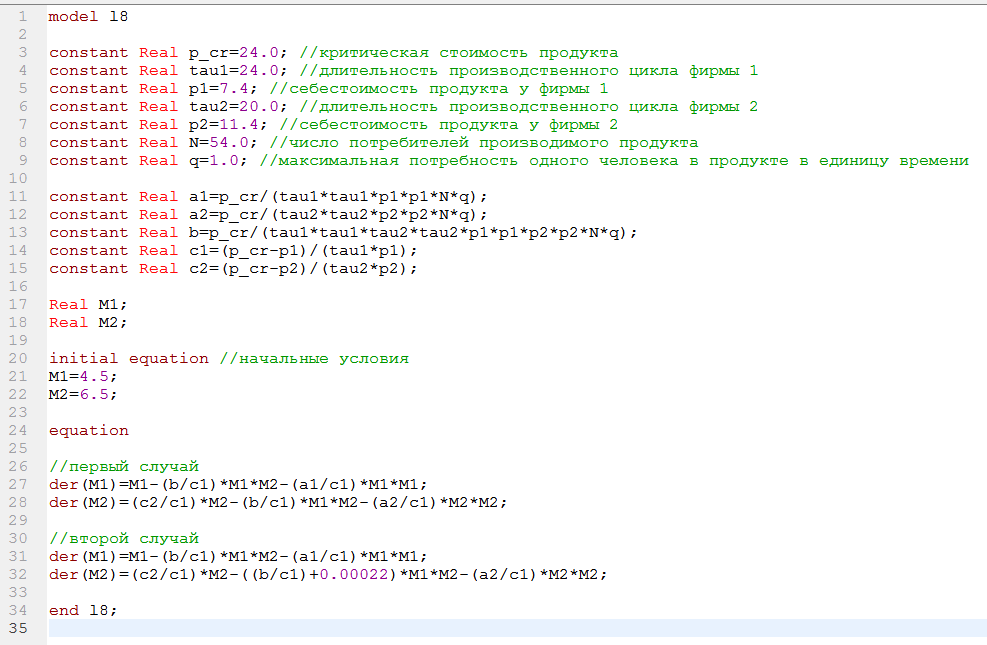 1 model l8
2
3 constant Real p_cr=24.0; //критическая стоимость продукта
4 constant Real tau1=24.0; //длительность производственного цикла фирмы 1
5 constant Real p1=7.4; //себестоимость продукта у фирмы 1
6 constant Real tau2=20.0; //длительность производственного цикла фирмы 2
7 constant Real p2=11.4; //себестоимость продукта у фирмы 2
8 constant Real N=54.0; //число потребителей производимого продукта
9 constant Real q=1.0; //максимальная потребность одного человека в продукте в единицу времени
10
11 constant Real a1=p_cr/(tau1*tau1*p1*p1*N*q);
12 constant Real a2=p_cr/(tau2*tau2*p2*p2*N*q);
13 constant Real b=p_cr/(tau1*tau1*tau2*tau2*p1*p1*p2*p2*N*q);
14 constant Real c1=(p_cr-p1)/(tau1*p1);
15 constant Real c2=(p_cr-p2)/(tau2*p2);
16
17 Real M1;
18 Real M2;
19
20 initial equation //начальные условия
21 M1=4.5;
22 M2=6.5;
23
24 equation
25
26 //первый случай
27 der(M1)=M1-(b/c1)*M1*M2-(a1/c1)*M1*M1;
28 der(M2)=(c2/c1)*M2-(b/c1)*M1*M2-(a2/c1)*M2*M2;
29
30 //второй случай
31 der(M1)=M1-(b/c1)*M1*M2-(a1/c1)*M1*M1;
32 der(M2)=(c2/c1)*M2-((b/c1)+0.00022)*M1*M2-(a2/c1)*M2*M2;
33
34 end l8;
35